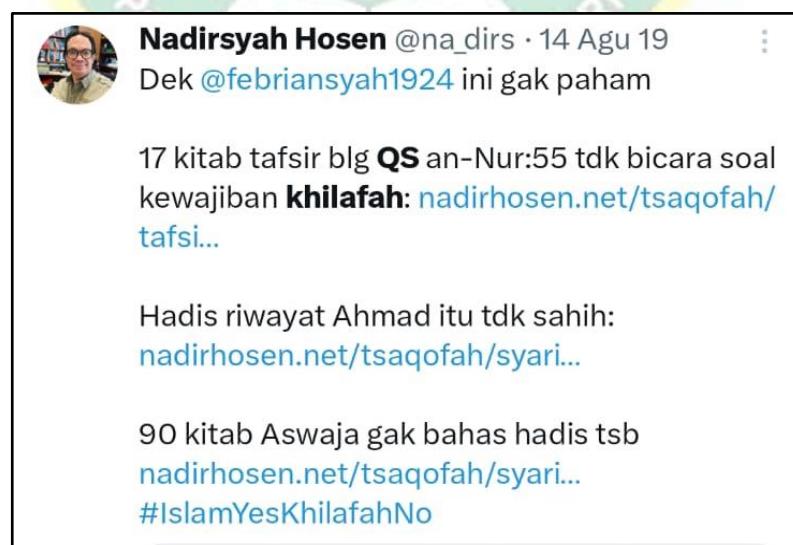 Nadirsyah Hosen @na_dirs · 14 Agu 19
Dek @febriansyah1924 ini gak paham
17 kitab tafsir blg QS an-Nur:55 tdk bicara soal
kewajiban khilafah: nadirhosen.net/tsaqofah/
tafsi...
Hadis riwayat Ahmad itu tdk sahih:
nadirhosen.net/tsaqofah/syari...
90 kitab Aswaja gak bahas hadis tsb
nadirhosen.net/tsaqofah/syari...
#IslamYesKhilafahNo